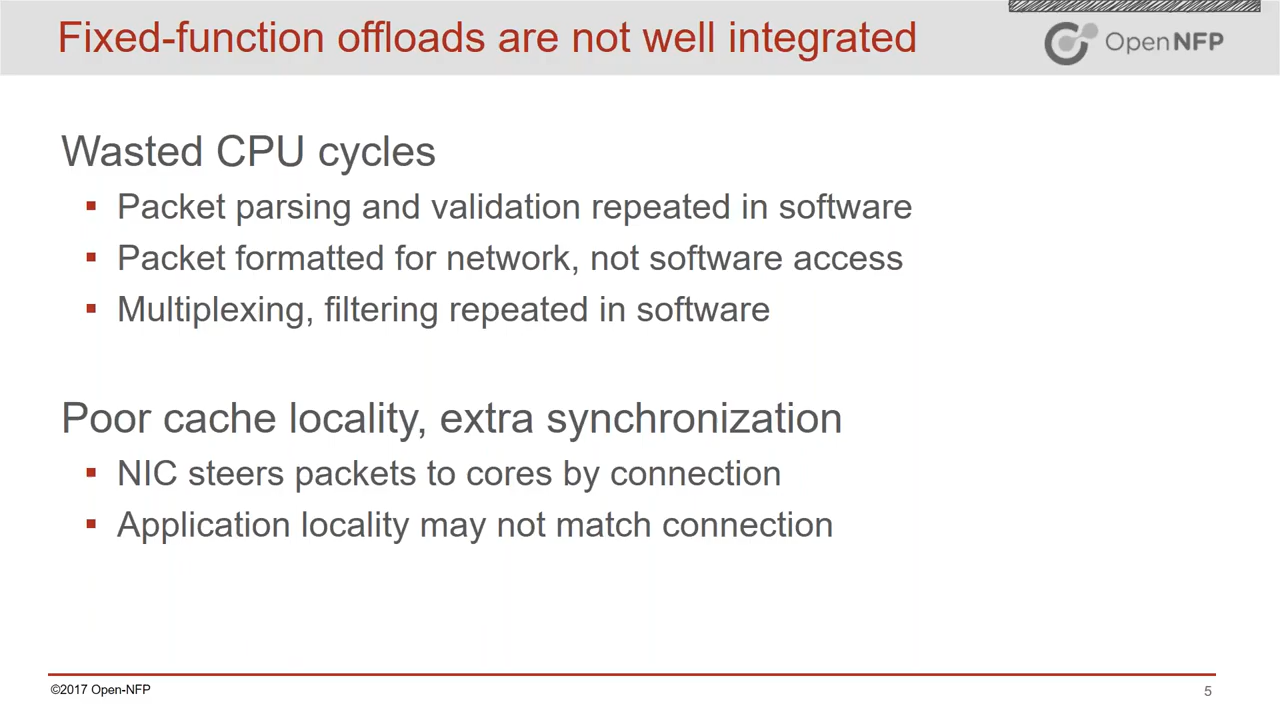 Fixed-function offloads are not well integrated
Open NFP
Wasted CPU cycles
▪ Packet parsing and validation repeated in software
▪ Packet formatted for network, not software access
▪ Multiplexing, filtering repeated in software
Poor cache locality, extra synchronization
▪ NIC steers packets to cores by connection
▪ Application locality may not match connection
©2017 Open-NFP
5